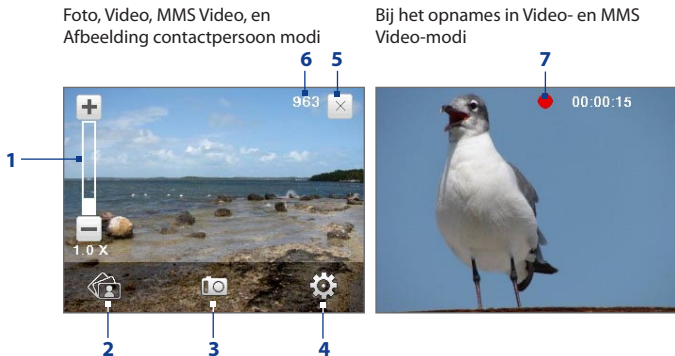 Foto, Video, MMS Video, en
Afbeelding contactpersoon modi
Bij het opnames in Video- en MMS
Video-modi
6
5
7
963
00:00:15
1
1.0 X
2
3
4